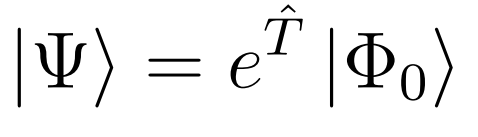 |Ψ⟩ = e^{T̂} |Φ₀⟩